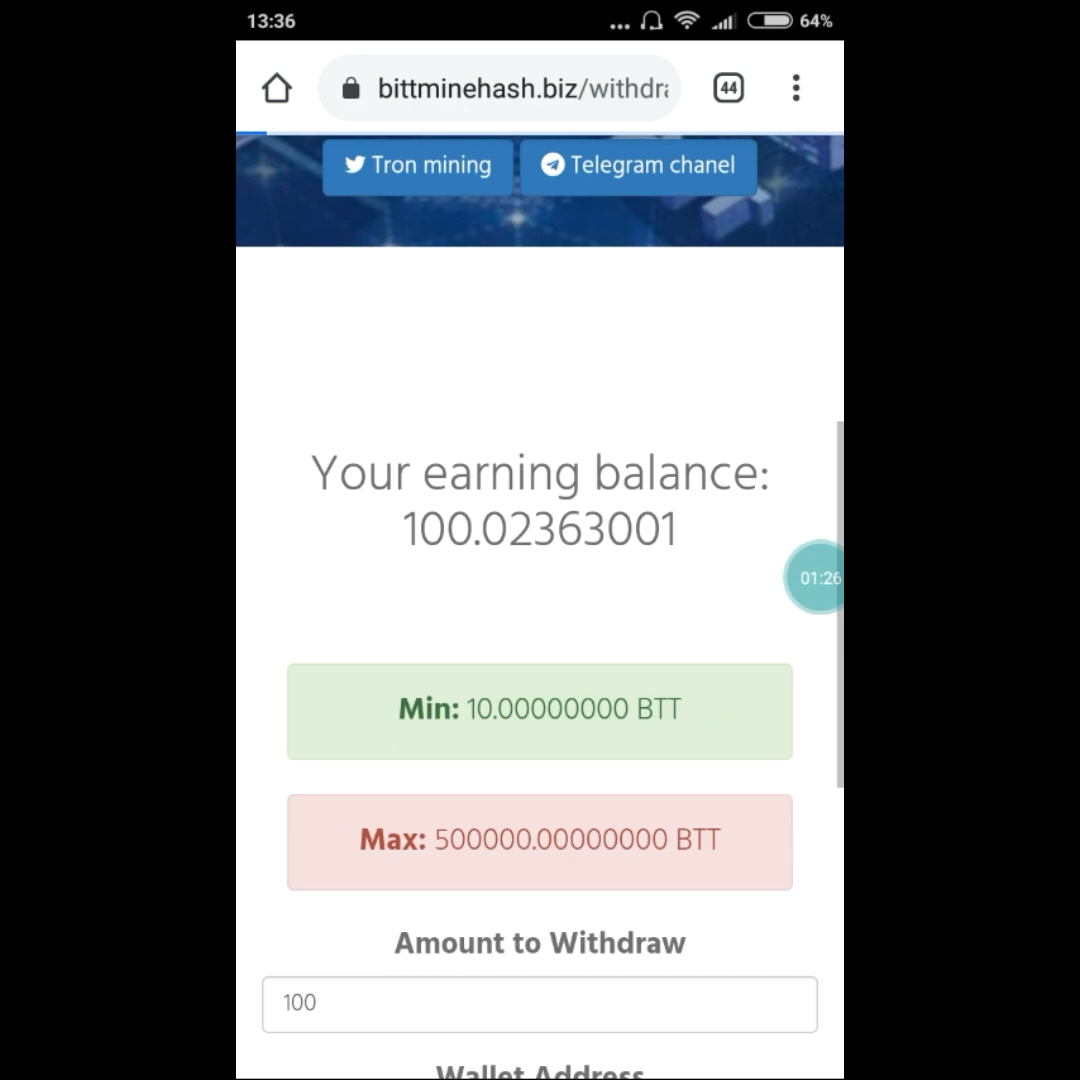 13:36 ... 64%
bittminehash.biz/withdra 44
Tron mining Telegram chanel
Your earning balance:
100.02363001
01:26
Min: 10.00000000 BTT
Max: 500000.00000000 BTT
Amount to Withdraw
100
Wallet Address